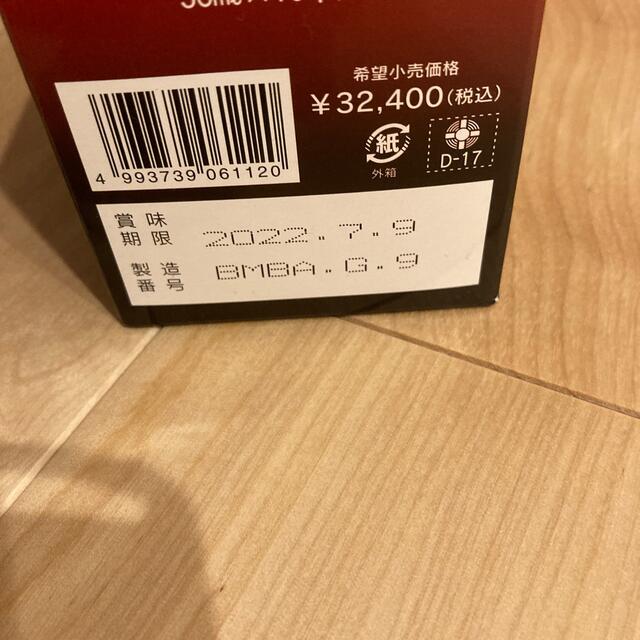 50mL
希望小売価格
¥32,400(税込)
紙
外箱
D-17
4 993739 061120
賞味期限 2022.7.9
製造番号 BMBA.G.9